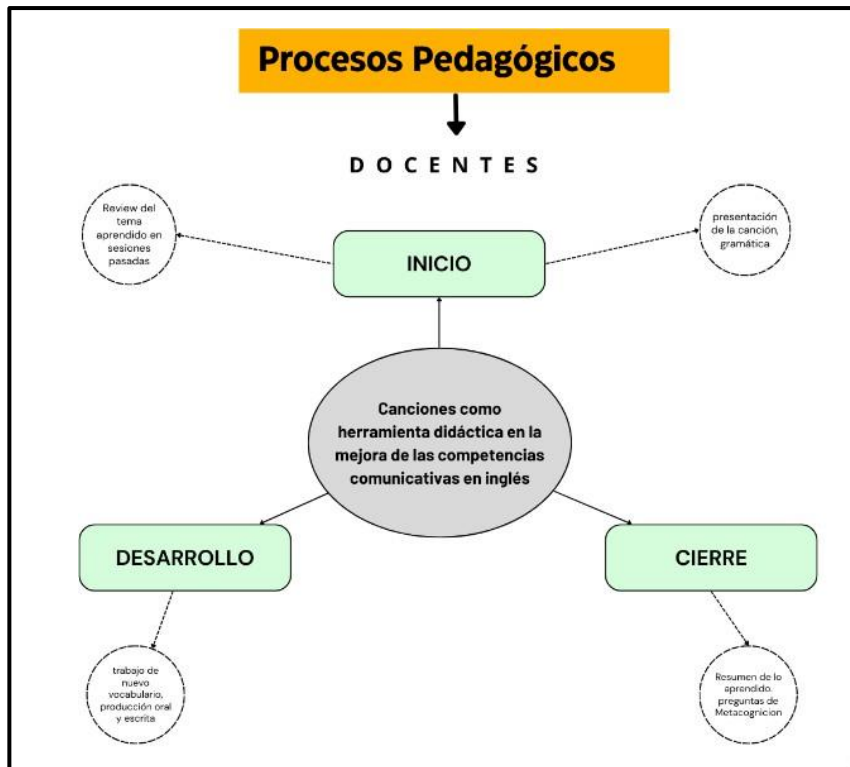 Procesos Pedagógicos
DOCENTES
Review del
tema
aprendido en
sesiones
pasadas
presentación
de la canción,
gramática
INICIO
Canciones como
herramienta didáctica en la
mejora de las competencias
comunicativas en inglés
DESARROLLO
CIERRE
trabajo de
nuevo
vocabulario,
producción oral
y escrita
Resumen de lo
aprendido.
preguntas de
Metacognicion